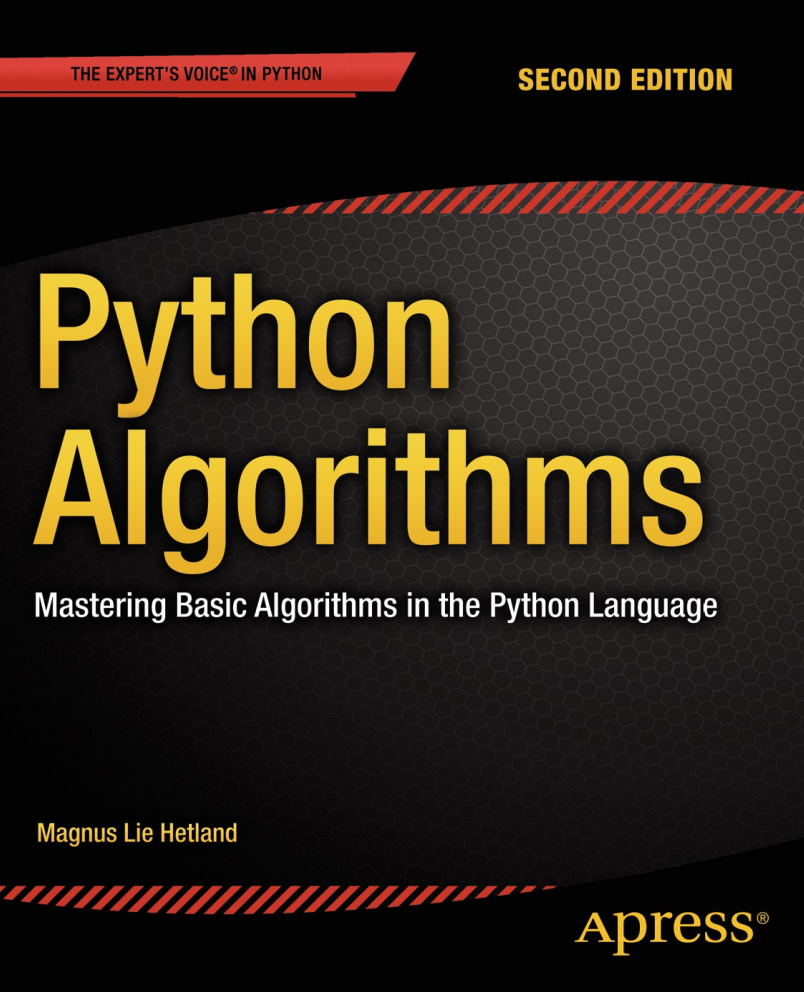 THE EXPERT'S VOICE® IN PYTHON
SECOND EDITION
Python
Algorithms
Mastering Basic Algorithms in the Python Language
Magnus Lie Hetland
Apress®